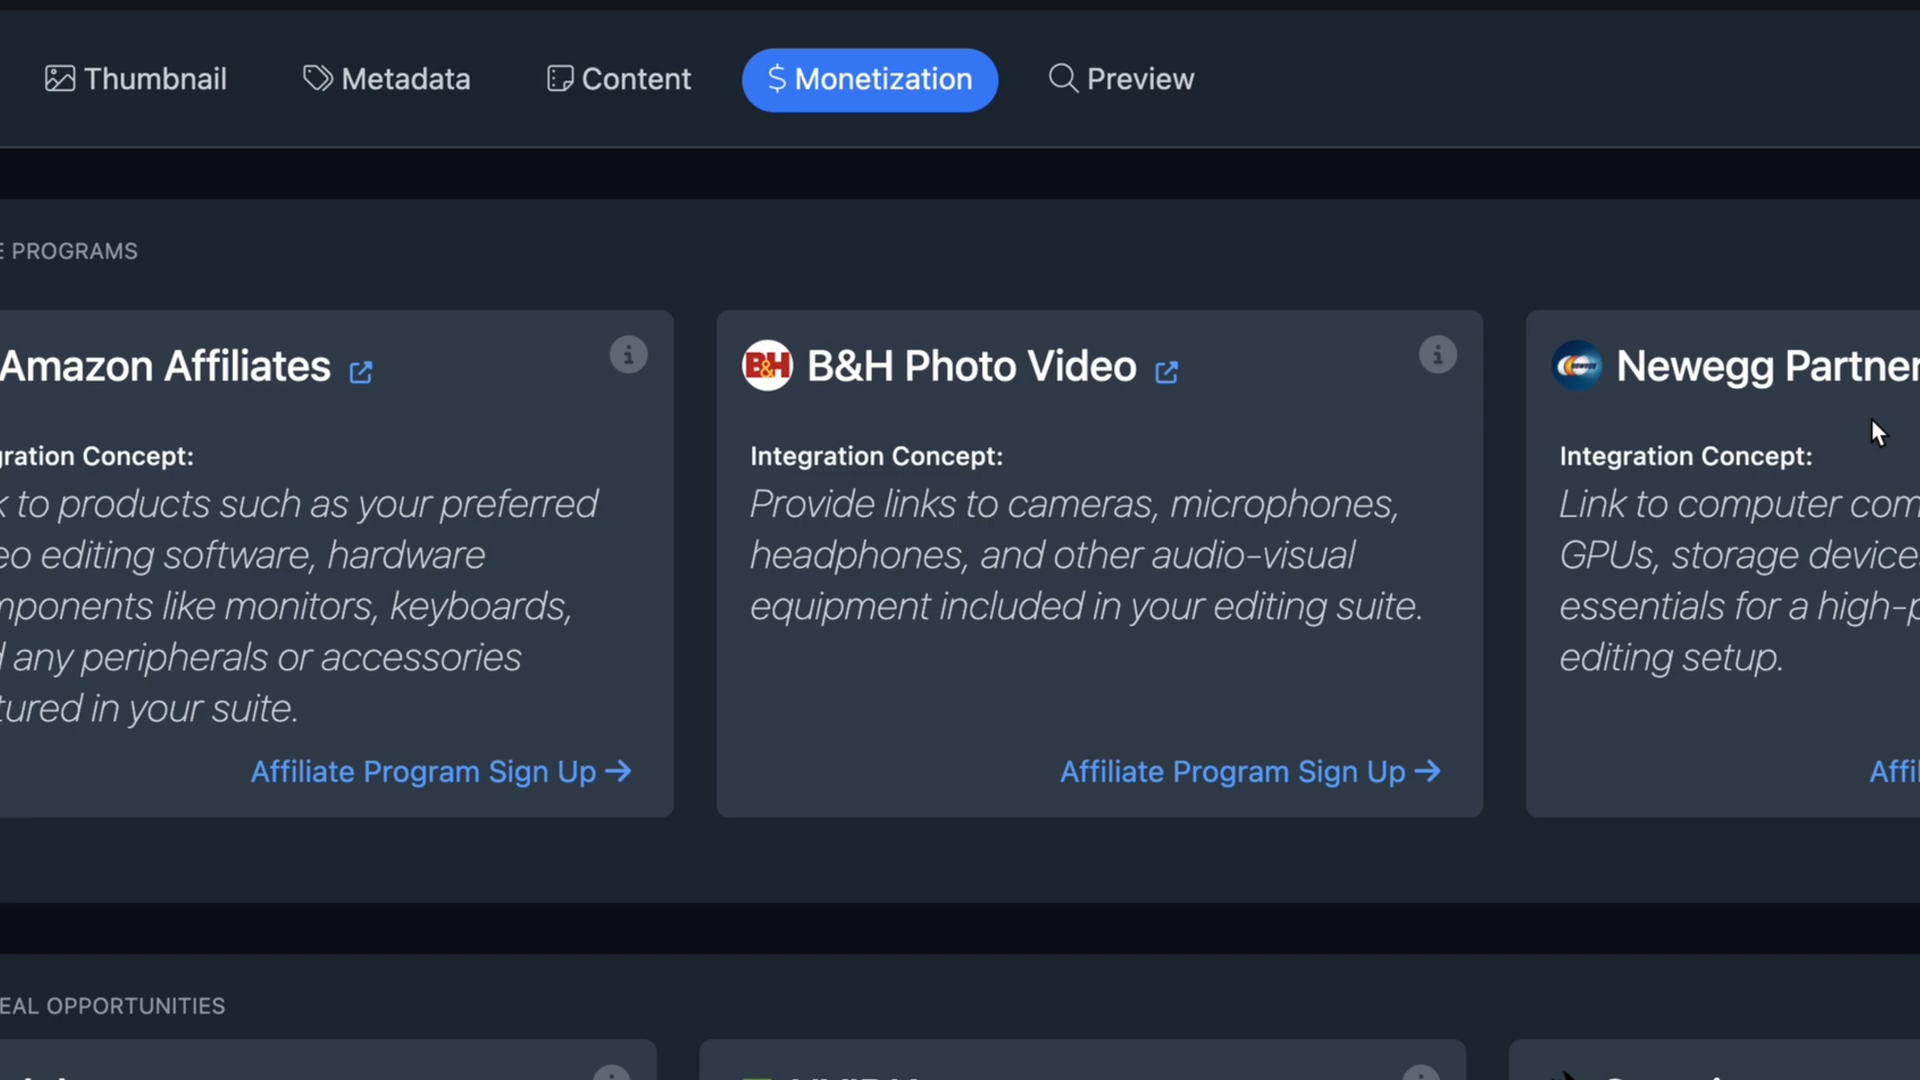 Thumbnail
Metadata
Content
$ Monetization
Preview
PROGRAMS
Amazon Affiliates
B&H
B&H Photo Video
Newegg Partner
Concept:
to products such as your preferred
editing software, hardware
like monitors, keyboards,
any peripherals or accessories
in your suite.
Affiliate Program Sign Up →
Integration Concept:
Provide links to cameras, microphones,
headphones, and other audio-visual
equipment included in your editing suite.
Affiliate Program Sign Up →
Integration Concept:
Link to computer com
GPUs, storage device
essentials for a high-p
editing setup.
Affi
OPPORTUNITIES